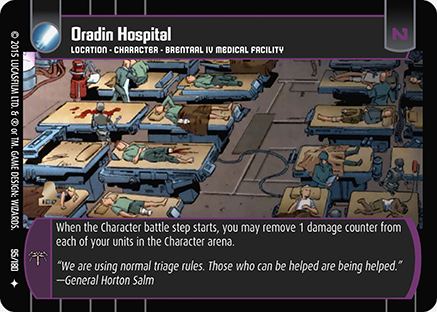 Oradin Hospital
LOCATION - CHARACTER - BRENTAAL IV MEDICAL FACILITY
N
When the Character battle step starts, you may remove 1 damage counter from
each of your units in the Character arena.
“We are using normal triage rules. Those who can be helped are being helped.”
—General Horton Salm
© 2015 LUCASFILM LTD. & ® or TM. GAME DESIGN: WIZARDS.